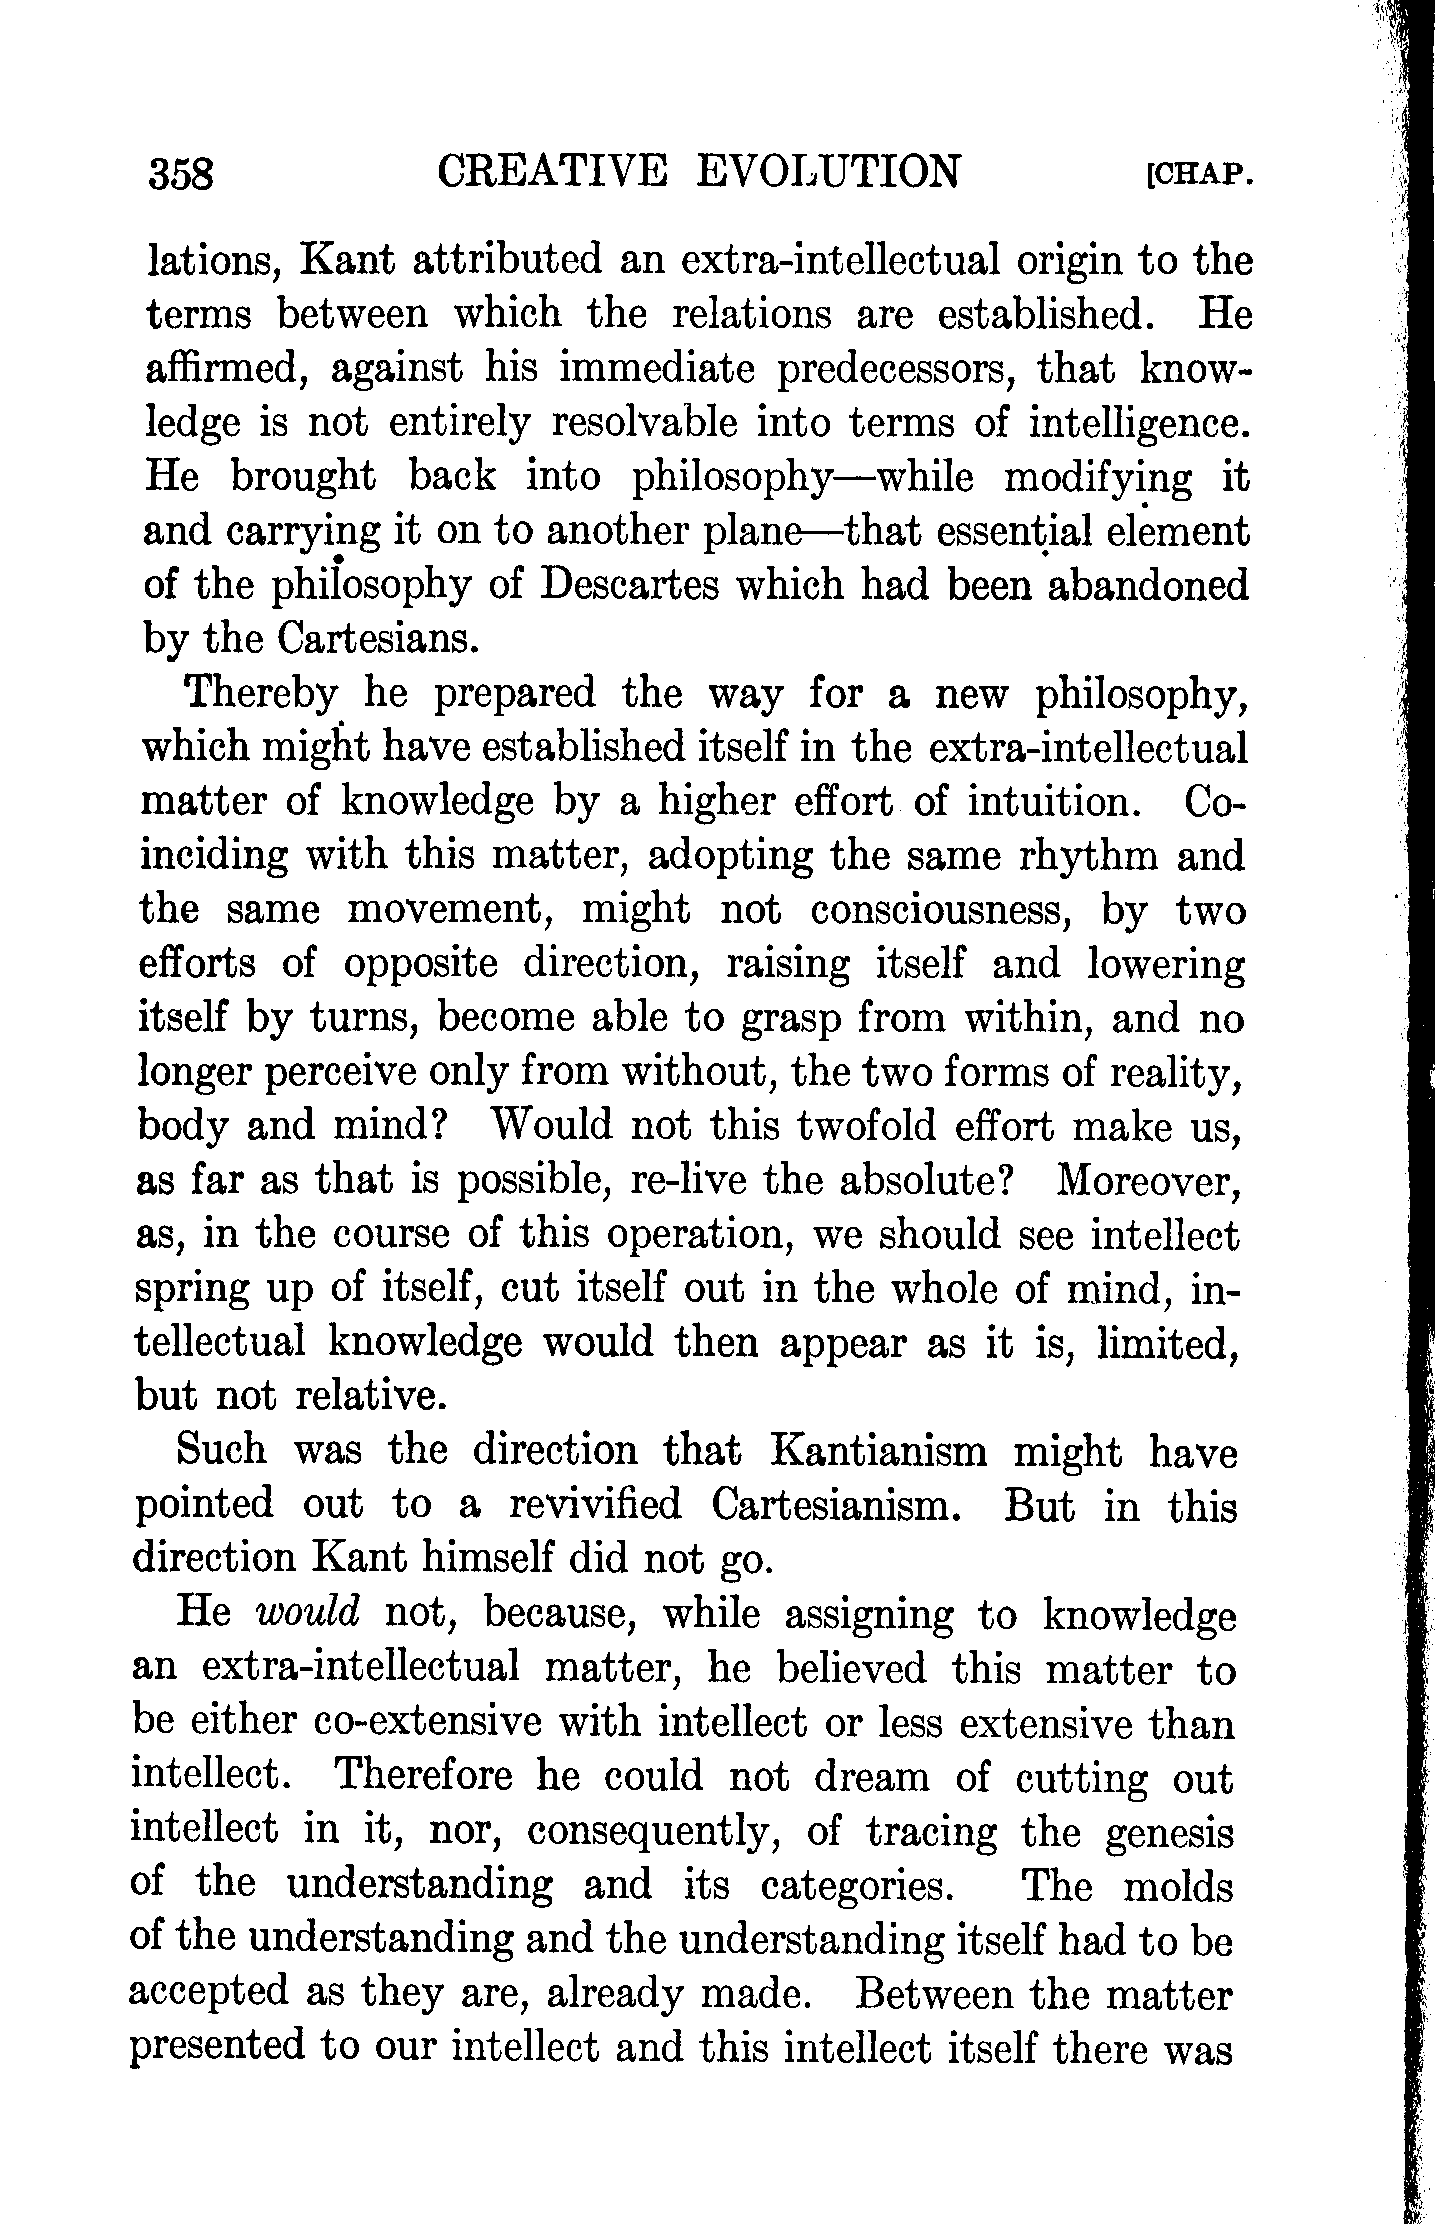 358 CREATIVE EVOLUTION [CHAP.
lations, Kant attributed an extra-intellectual origin to the
terms between which the relations are established. He
affirmed, against his immediate predecessors, that know-
ledge is not entirely resolvable into terms of intelligence.
He brought back into philosophy—while modifying it
and carrying it on to another plane—that essential element
of the philosophy of Descartes which had been abandoned
by the Cartesians.
Thereby he prepared the way for a new philosophy,
which might have established itself in the extra-intellectual
matter of knowledge by a higher effort of intuition. Co-
inciding with this matter, adopting the same rhythm and
the same movement, might not consciousness, by two
efforts of opposite direction, raising itself and lowering
itself by turns, become able to grasp from within, and no
longer perceive only from without, the two forms of reality,
body and mind? Would not this twofold effort make us,
as far as that is possible, re-live the absolute? Moreover,
as, in the course of this operation, we should see intellect
spring up of itself, cut itself out in the whole of mind, in-
tellectual knowledge would then appear as it is, limited,
but not relative.
Such was the direction that Kantianism might have
pointed out to a revivified Cartesianism. But in this
direction Kant himself did not go.
He would not, because, while assigning to knowledge
an extra-intellectual matter, he believed this matter to
be either co-extensive with intellect or less extensive than
intellect. Therefore he could not dream of cutting out
intellect in it, nor, consequently, of tracing the genesis
of the understanding and its categories. The molds
of the understanding and the understanding itself had to be
accepted as they are, already made. Between the matter
presented to our intellect and this intellect itself there was